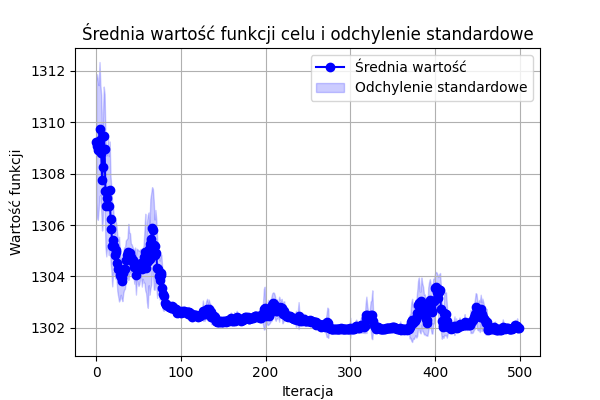 Średnia wartość funkcji celu i odchylenie standardowe
Średnia wartość
Odchylenie standardowe
Wartość funkcji
1312
1310
1308
1306
1304
1302
0 100 200 300 400 500
Iteracja